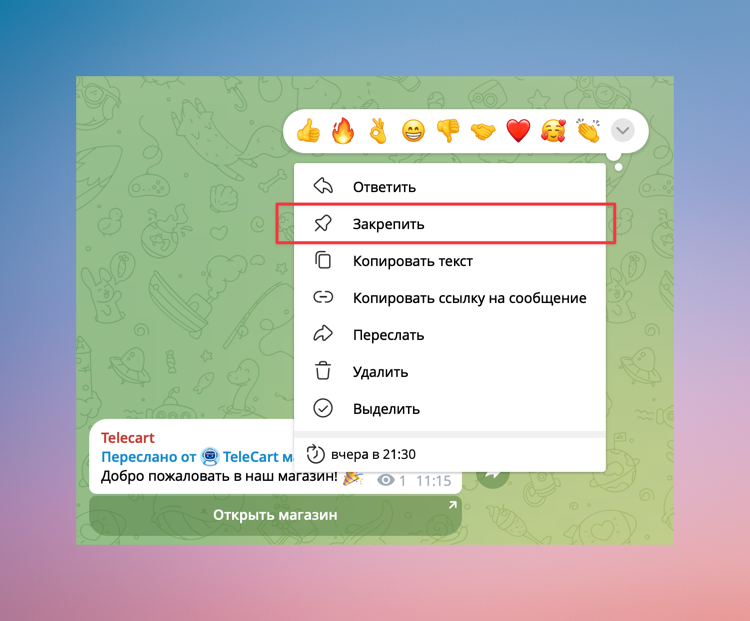 Ответить
Закрепить
Копировать текст
Копировать ссылку на сообщение
Переслать
Удалить
Выделить
вчера в 21:30
Telecart
Переслано от TeleCart
Добро пожаловать в наш магазин! 🎉 1 11:15
Открыть магазин